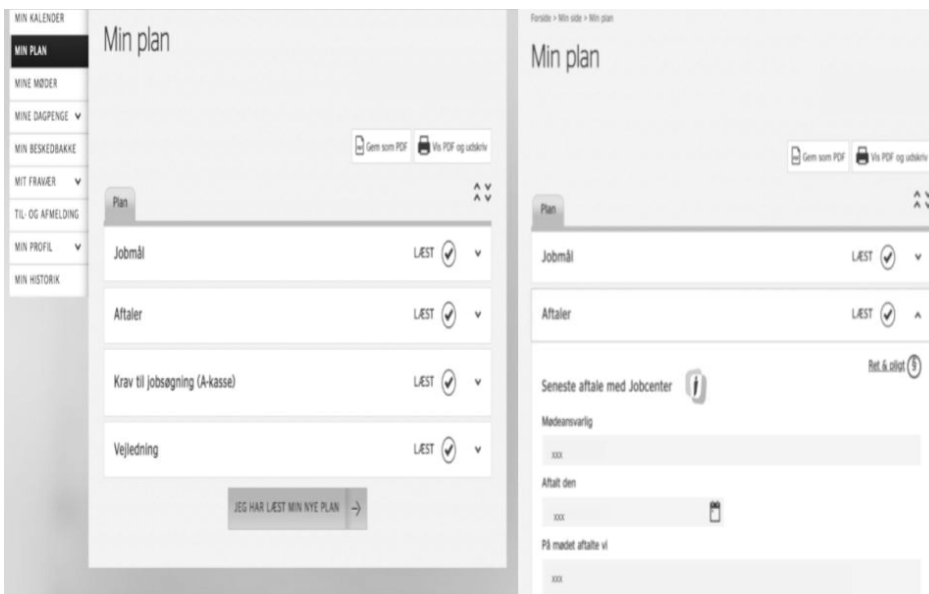 MIN KALENDER
MIN PLAN
MINE MØDER
MINE DAGPENGE
MIN BESKEDBAKKE
MIT FRAVÆR
TIL- OG AFMELDING
MIN PROFIL
MIN HISTORIK
Min plan
Gem som PDF Vis PDF og udskriv
Plan
Jobmål LÆST
Aftaler LÆST
Krav til jobsøgning (A-kasse) LÆST
Vejledning LÆST
JEG HAR LÆST MIN NYE PLAN
Forside > Min side > Min plan
Min plan
Gem som PDF Vis PDF og udskriv
Plan
Jobmål LÆST
Aftaler LÆST
Ret & pligt §
Seneste aftale med Jobcenter
Mødeansvarlig
xxx
Aftalt den
xxx
På mødet aftalte vi
xxx